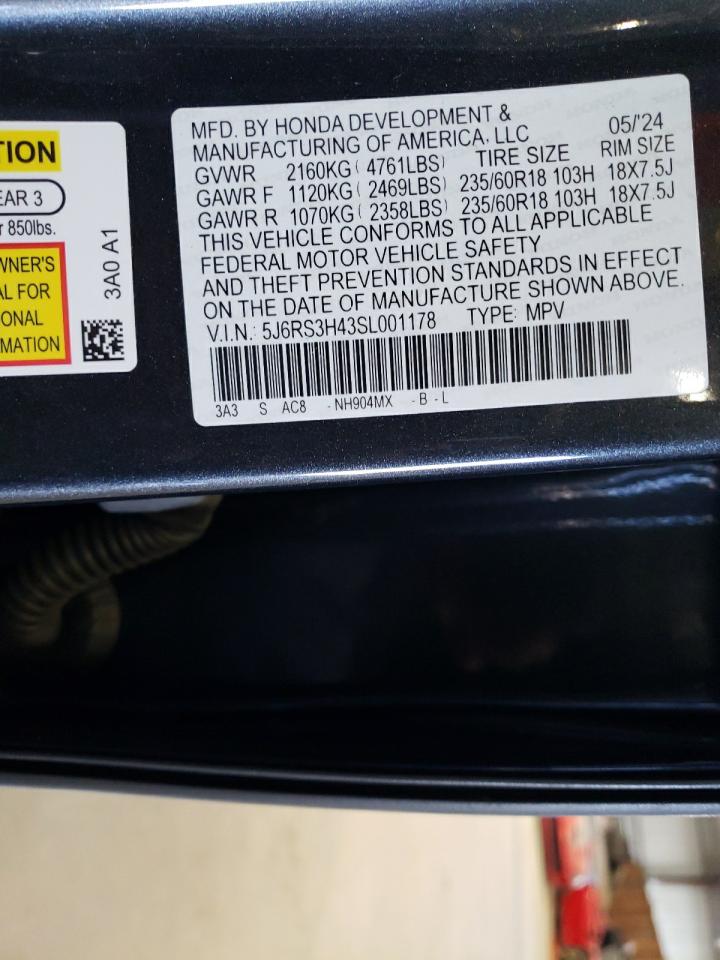 TION
EAR 3
r 850lbs.
WNER'S
AL FOR
ONAL
MATION
3A0 A1
MFD. BY HONDA DEVELOPMENT &
MANUFACTURING OF AMERICA, LLC 05/'24
GVWR 2160KG ( 4761LBS) TIRE SIZE RIM SIZE
GAWR F 1120KG ( 2469LBS) 235/60R18 103H 18X7.5J
GAWR R 1070KG ( 2358LBS) 235/60R18 103H 18X7.5J
THIS VEHICLE CONFORMS TO ALL APPLICABLE
FEDERAL MOTOR VEHICLE SAFETY
AND THEFT PREVENTION STANDARDS IN EFFECT
ON THE DATE OF MANUFACTURE SHOWN ABOVE.
V.I.N.: 5J6RS3H43SL001178 TYPE: MPV
3A3 S AC8 -NH904MX -B -L